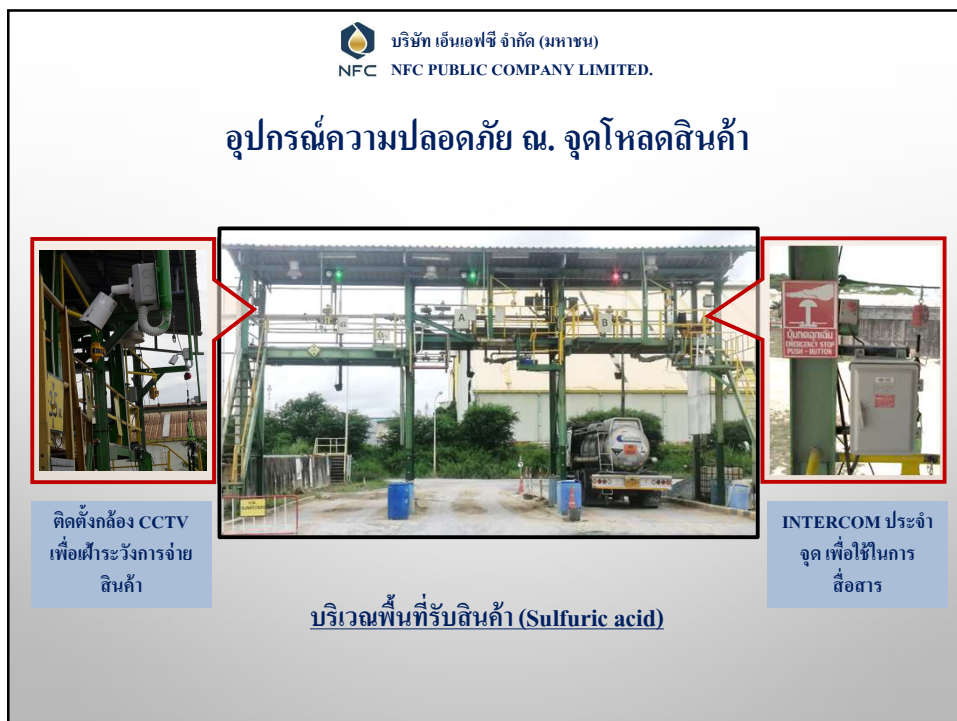 บริษัท เอ็นเอฟซี จำกัด (มหาชน)
NFC
NFC PUBLIC COMPANY LIMITED.
อุปกรณ์ความปลอดภัย ณ. จุดโหลดสินค้า
A
B
ปุ่มกดฉุกเฉิน
EMERGENCY STOP
PUSH - BUTTON
ติดตั้งกล้อง CCTV
เพื่อเฝ้าระวังการจ่าย
สินค้า
INTERCOM ประจำ
จุด เพื่อใช้ในการ
สื่อสาร
บริเวณพื้นที่รับสินค้า (Sulfuric acid)